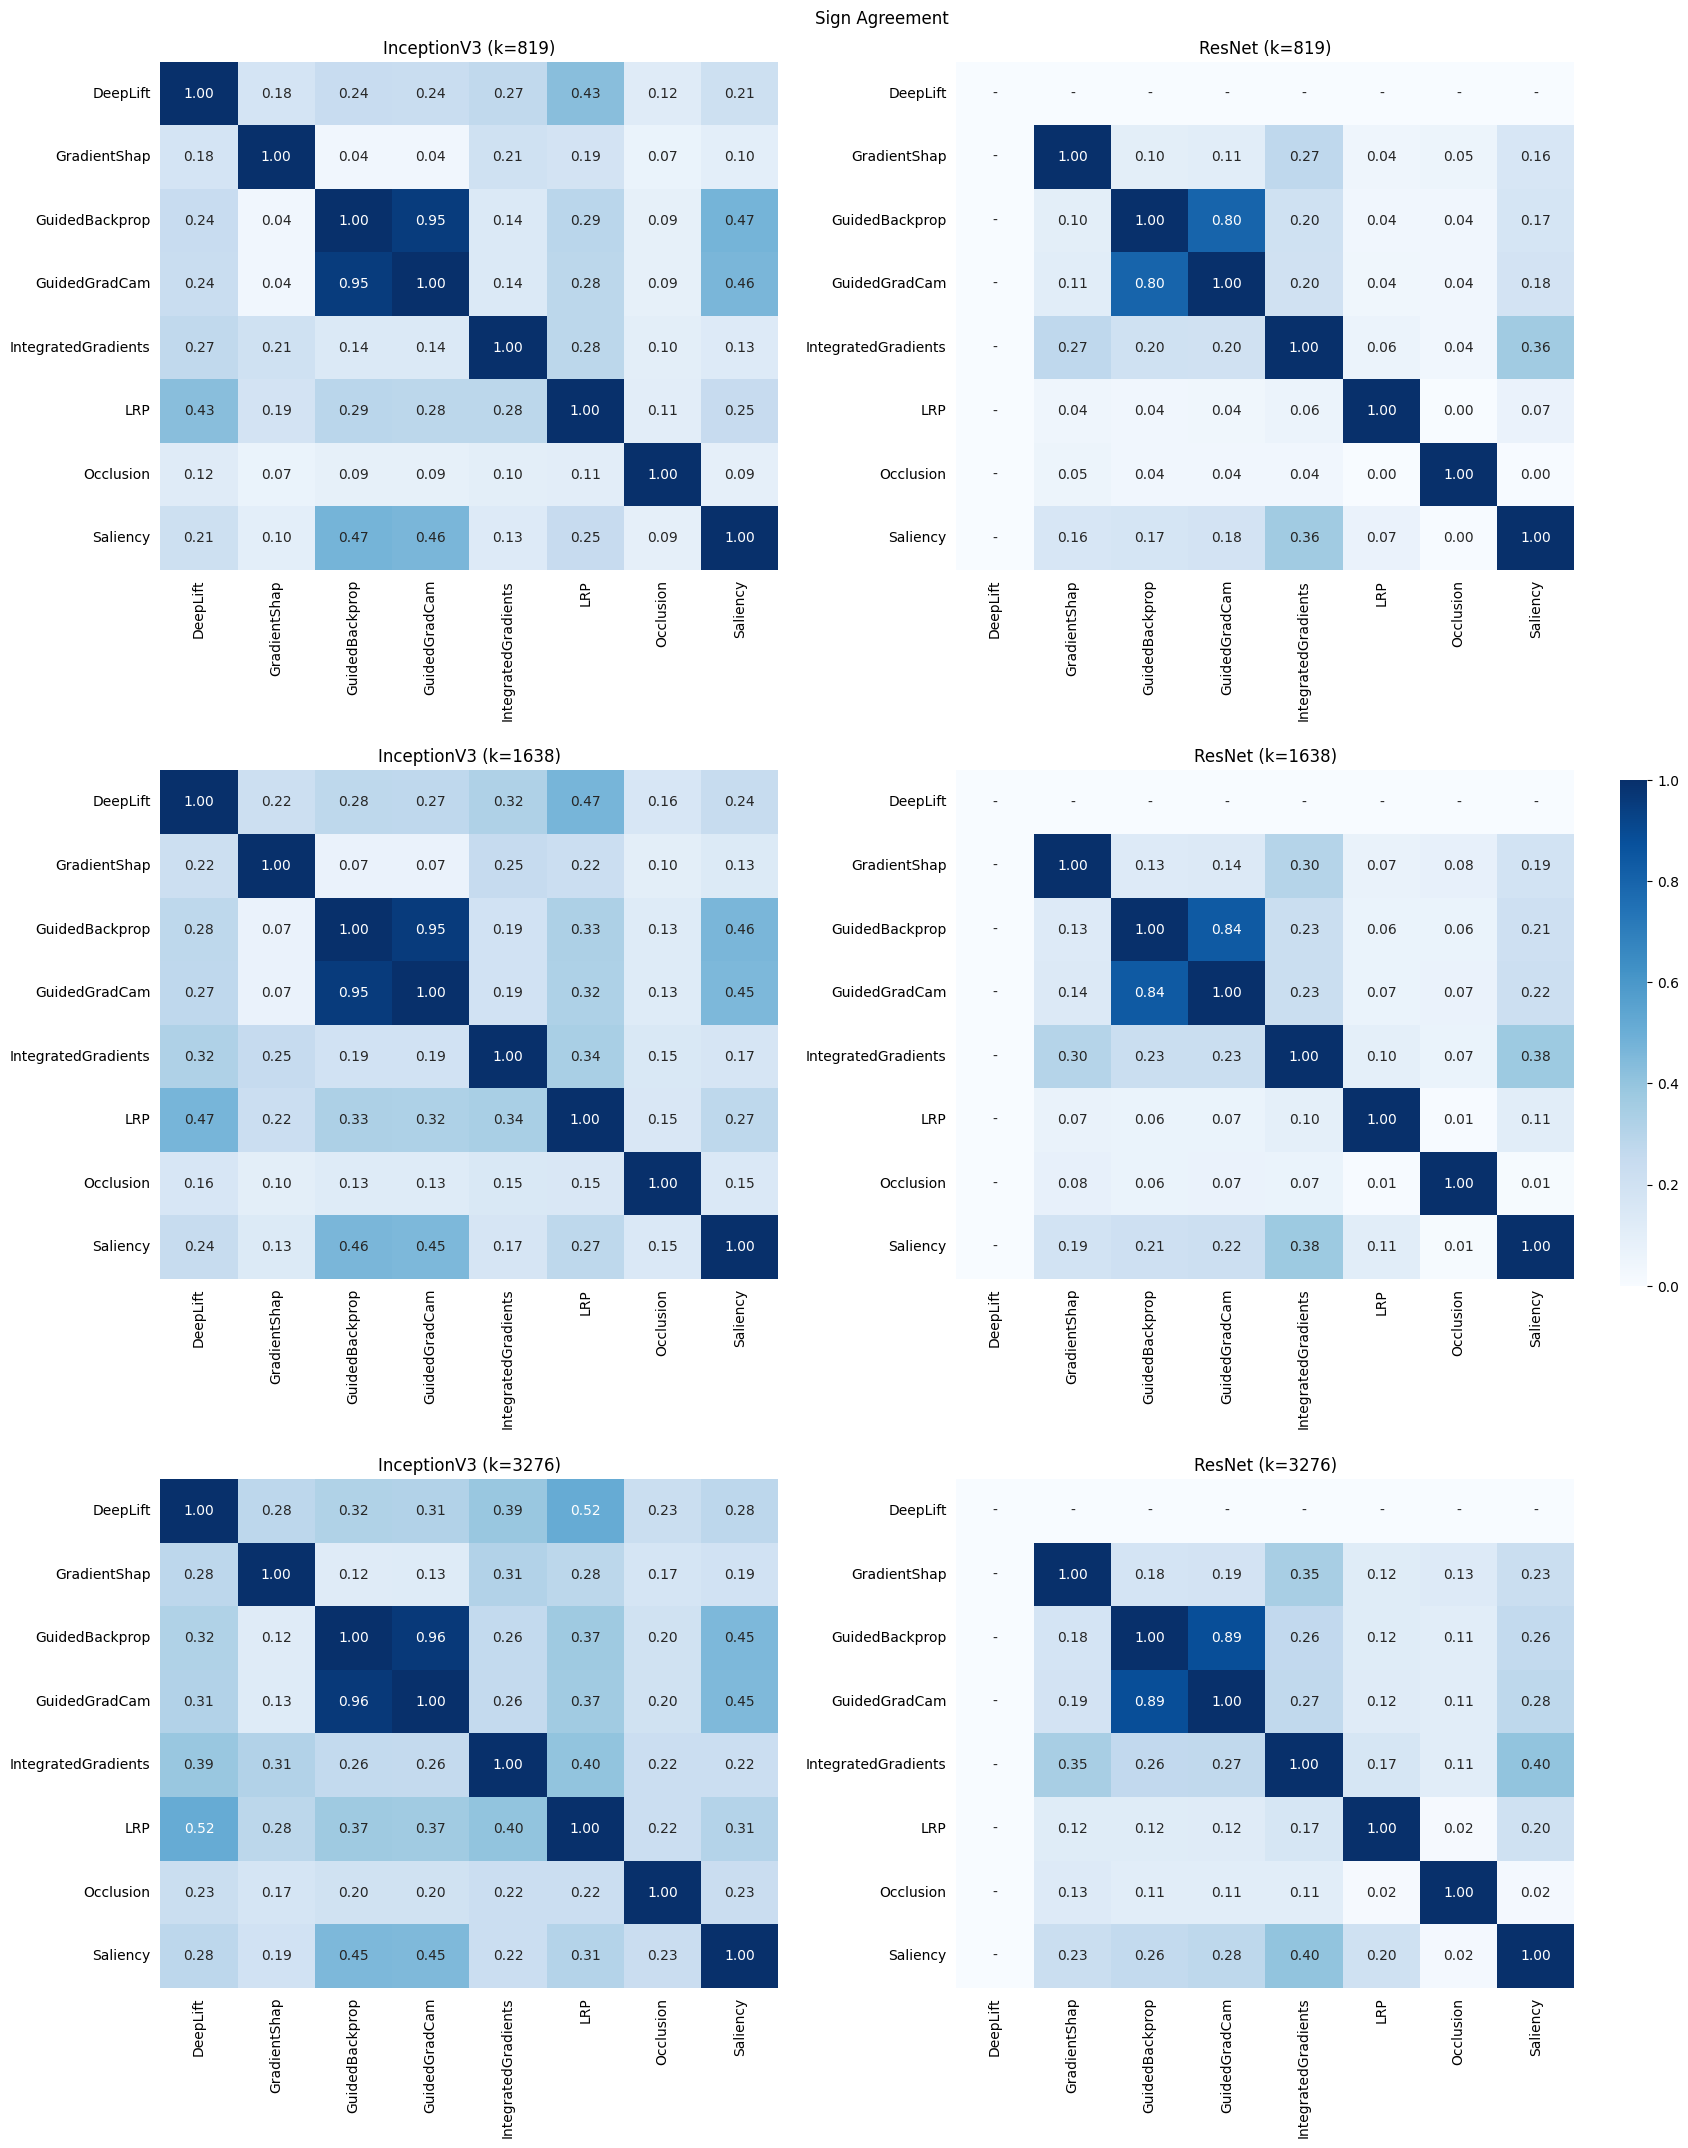 Sign Agreement
InceptionV3 (k=819)
DeepLift 1.00 0.18 0.24 0.24 0.27 0.43 0.12 0.21
GradientShap 0.18 1.00 0.04 0.04 0.21 0.19 0.07 0.10
GuidedBackprop 0.24 0.04 1.00 0.95 0.14 0.29 0.09 0.47
GuidedGradCam 0.24 0.04 0.95 1.00 0.14 0.28 0.09 0.46
IntegratedGradients 0.27 0.21 0.14 0.14 1.00 0.28 0.10 0.13
LRP 0.43 0.19 0.29 0.28 0.28 1.00 0.11 0.25
Occlusion 0.12 0.07 0.09 0.09 0.10 0.11 1.00 0.09
Saliency 0.21 0.10 0.47 0.46 0.13 0.25 0.09 1.00
DeepLift GradientShap GuidedBackprop GuidedGradCam IntegratedGradients LRP Occlusion Saliency
ResNet (k=819)
DeepLift - - - - - - - -
GradientShap - 1.00 0.10 0.11 0.27 0.04 0.05 0.16
GuidedBackprop - 0.10 1.00 0.80 0.20 0.04 0.04 0.17
GuidedGradCam - 0.11 0.80 1.00 0.20 0.04 0.04 0.18
IntegratedGradients - 0.27 0.20 0.20 1.00 0.06 0.04 0.36
LRP - 0.04 0.04 0.04 0.06 1.00 0.00 0.07
Occlusion - 0.05 0.04 0.04 0.04 0.00 1.00 0.00
Saliency - 0.16 0.17 0.18 0.36 0.07 0.00 1.00
DeepLift GradientShap GuidedBackprop GuidedGradCam IntegratedGradients LRP Occlusion Saliency
InceptionV3 (k=1638)
DeepLift 1.00 0.22 0.28 0.27 0.32 0.47 0.16 0.24
GradientShap 0.22 1.00 0.07 0.07 0.25 0.22 0.10 0.13
GuidedBackprop 0.28 0.07 1.00 0.95 0.19 0.33 0.13 0.46
GuidedGradCam 0.27 0.07 0.95 1.00 0.19 0.32 0.13 0.45
IntegratedGradients 0.32 0.25 0.19 0.19 1.00 0.34 0.15 0.17
LRP 0.47 0.22 0.33 0.32 0.34 1.00 0.15 0.27
Occlusion 0.16 0.10 0.13 0.13 0.15 0.15 1.00 0.15
Saliency 0.24 0.13 0.46 0.45 0.17 0.27 0.15 1.00
DeepLift GradientShap GuidedBackprop GuidedGradCam IntegratedGradients LRP Occlusion Saliency
ResNet (k=1638)
DeepLift - - - - - - - -
GradientShap - 1.00 0.13 0.14 0.30 0.07 0.08 0.19
GuidedBackprop - 0.13 1.00 0.84 0.23 0.06 0.06 0.21
GuidedGradCam - 0.14 0.84 1.00 0.23 0.07 0.07 0.22
IntegratedGradients - 0.30 0.23 0.23 1.00 0.10 0.07 0.38
LRP - 0.07 0.06 0.07 0.10 1.00 0.01 0.11
Occlusion - 0.08 0.06 0.07 0.07 0.01 1.00 0.01
Saliency - 0.19 0.21 0.22 0.38 0.11 0.01 1.00
DeepLift GradientShap GuidedBackprop GuidedGradCam IntegratedGradients LRP Occlusion Saliency
1.0
0.8
0.6
0.4
0.2
0.0
InceptionV3 (k=3276)
DeepLift 1.00 0.28 0.32 0.31 0.39 0.52 0.23 0.28
GradientShap 0.28 1.00 0.12 0.13 0.31 0.28 0.17 0.19
GuidedBackprop 0.32 0.12 1.00 0.96 0.26 0.37 0.20 0.45
GuidedGradCam 0.31 0.13 0.96 1.00 0.26 0.37 0.20 0.45
IntegratedGradients 0.39 0.31 0.26 0.26 1.00 0.40 0.22 0.22
LRP 0.52 0.28 0.37 0.37 0.40 1.00 0.22 0.31
Occlusion 0.23 0.17 0.20 0.20 0.22 0.22 1.00 0.23
Saliency 0.28 0.19 0.45 0.45 0.22 0.31 0.23 1.00
DeepLift GradientShap GuidedBackprop GuidedGradCam IntegratedGradients LRP Occlusion Saliency
ResNet (k=3276)
DeepLift - - - - - - - -
GradientShap - 1.00 0.18 0.19 0.35 0.12 0.13 0.23
GuidedBackprop - 0.18 1.00 0.89 0.26 0.12 0.11 0.26
GuidedGradCam - 0.19 0.89 1.00 0.27 0.12 0.11 0.28
IntegratedGradients - 0.35 0.26 0.27 1.00 0.17 0.11 0.40
LRP - 0.12 0.12 0.12 0.17 1.00 0.02 0.20
Occlusion - 0.13 0.11 0.11 0.11 0.02 1.00 0.02
Saliency - 0.23 0.26 0.28 0.40 0.20 0.02 1.00
DeepLift GradientShap GuidedBackprop GuidedGradCam IntegratedGradients LRP Occlusion Saliency